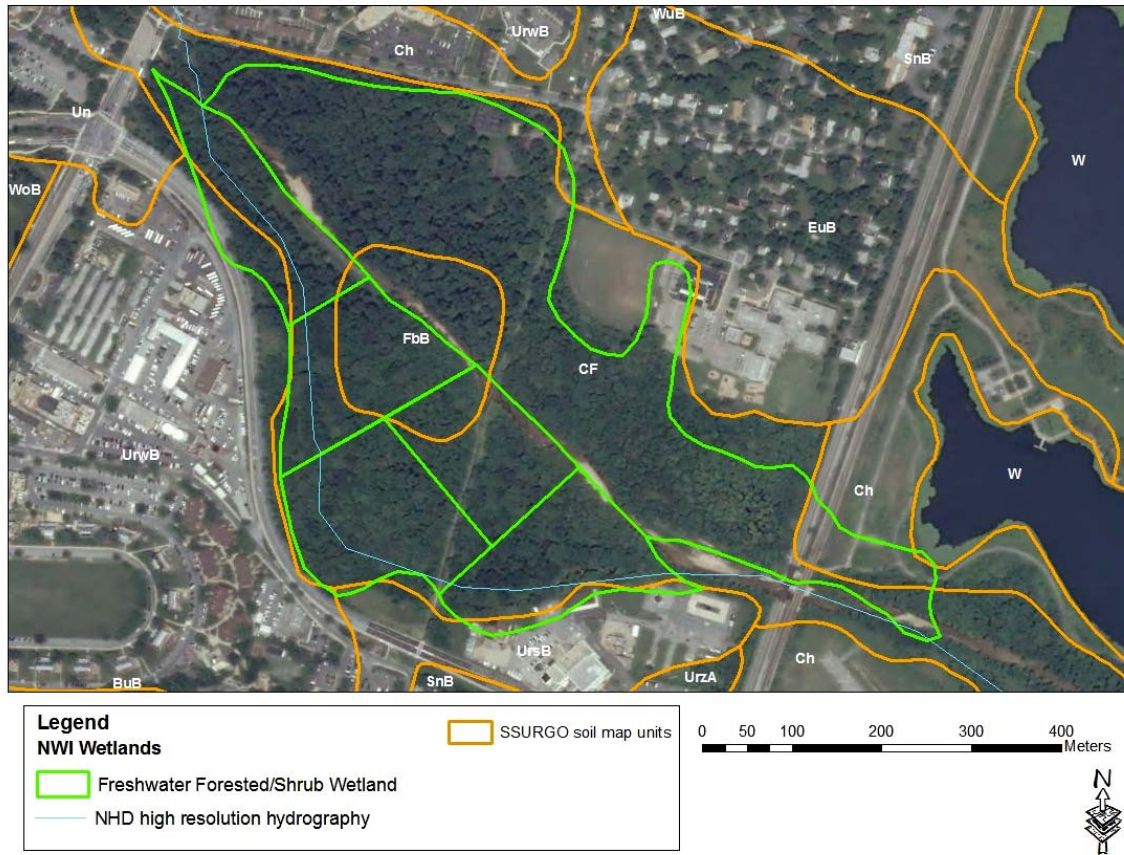 WuB
UrwB
Ch
SnB
Un
W
WoB
EuB
FbB
CF
UrwB
Ch
W
UrsB
Ch
SnB
UrzA
BuB
Legend
NWI Wetlands
SSURGO soil map units
Freshwater Forested/Shrub Wetland
NHD high resolution hydrography
0 50 100 200 300 400
Meters
N